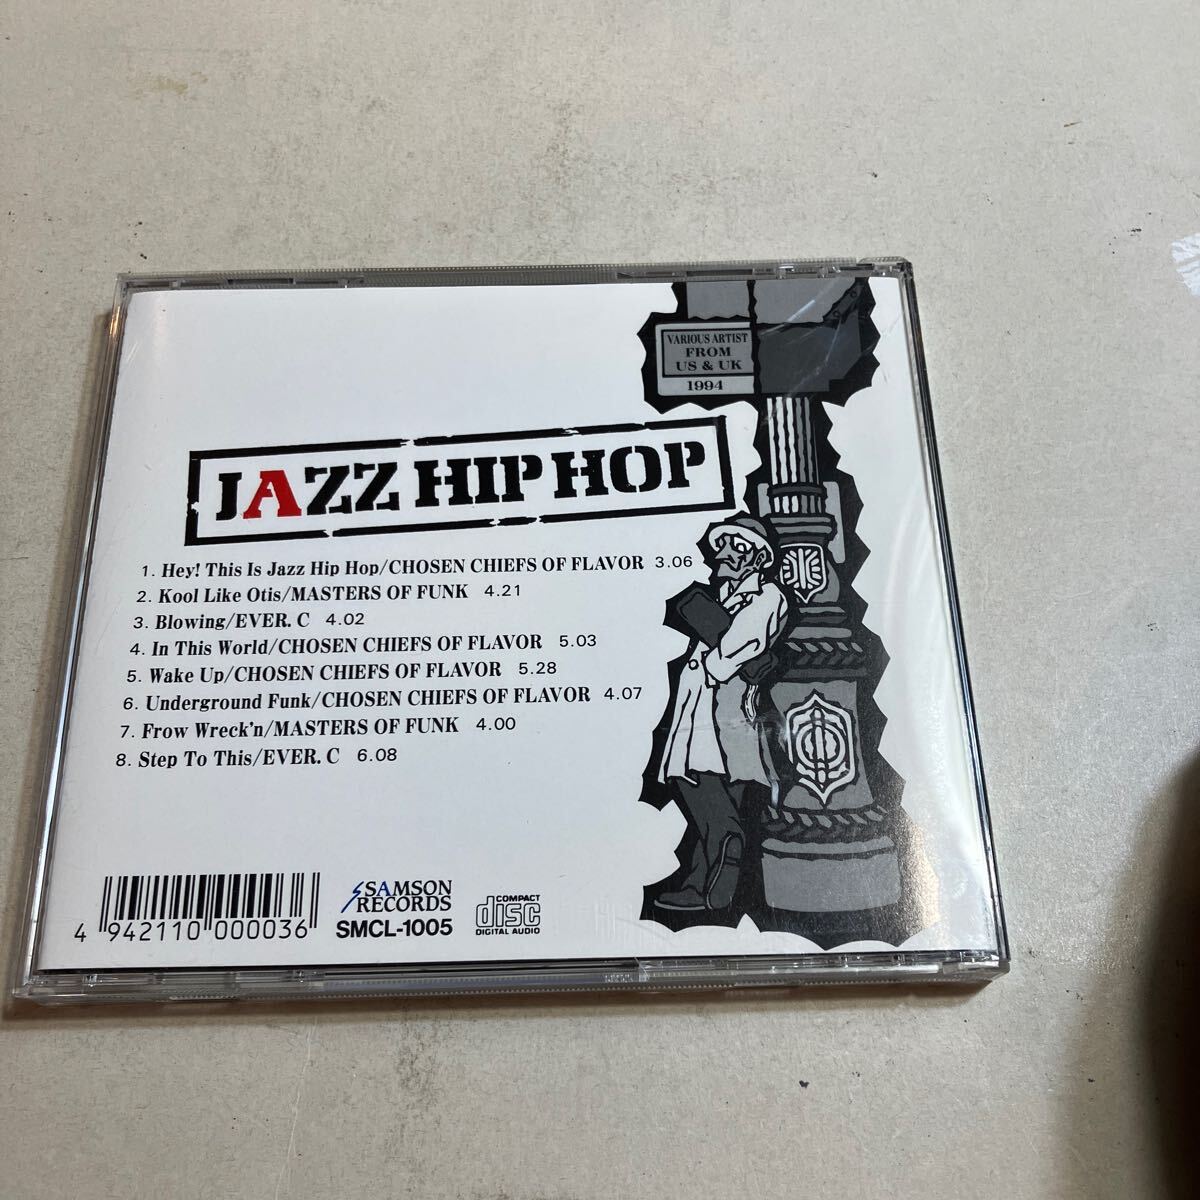 VARIOUS ARTIST
FROM
US & UK
1994
JAZZ HIP HOP
1. Hey! This Is Jazz Hip Hop/CHOSEN CHIEFS OF FLAVOR 3.06
2. Kool Like Otis/MASTERS OF FUNK 4.21
3. Blowing/EVER. C 4.02
4. In This World/CHOSEN CHIEFS OF FLAVOR 5.03
5. Wake Up/CHOSEN CHIEFS OF FLAVOR 5.28
6. Underground Funk/CHOSEN CHIEFS OF FLAVOR 4.07
7. Frow Wreck'n/MASTERS OF FUNK 4.00
8. Step To This/EVER. C 6.08
4 942110 000036
SAMSON
RECORDS
SMCL-1005
COMPACT
disc
DIGITAL AUDIO